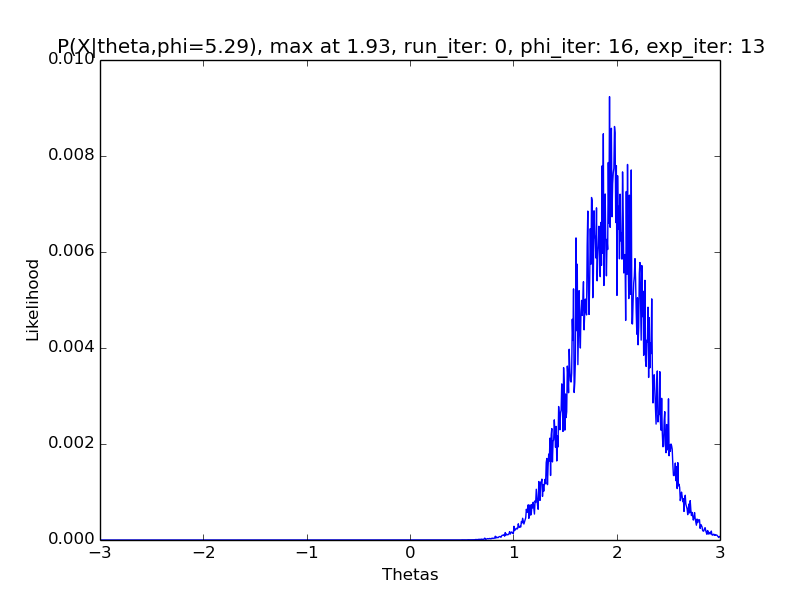 P(X|theta,phi=5.29), max at 1.93, run_iter: 0, phi_iter: 16, exp_iter: 13
0.010
0.008
0.006
0.004
0.002
0.000
Likelihood
−3 −2 −1 0 1 2 3
Thetas